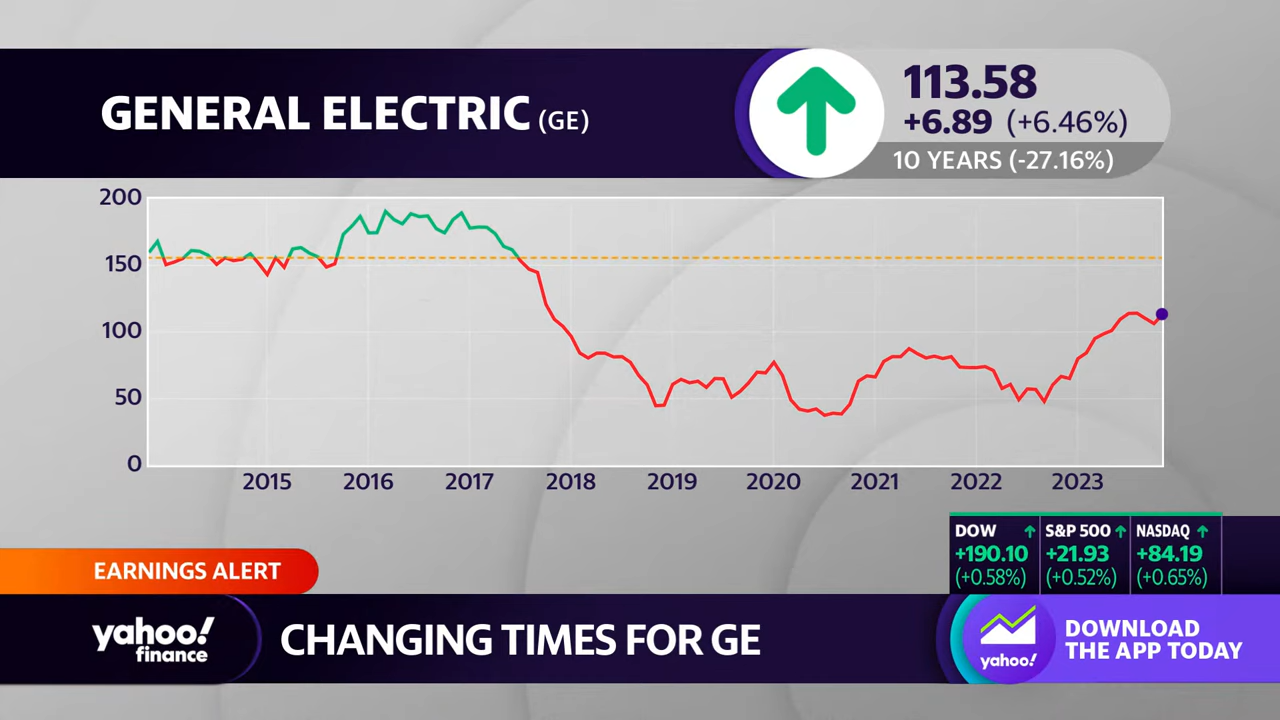 GENERAL ELECTRIC (GE)
113.58
+6.89 (+6.46%)
10 YEARS (-27.16%)
200
150
100
50
0
2015 2016 2017 2018 2019 2020 2021 2022 2023
DOW S&P 500 NASDAQ
+190.10 +21.93 +84.19
(+0.58%) (+0.52%) (+0.65%)
EARNINGS ALERT
yahoo!
finance
CHANGING TIMES FOR GE
yahoo!
DOWNLOAD
THE APP TODAY